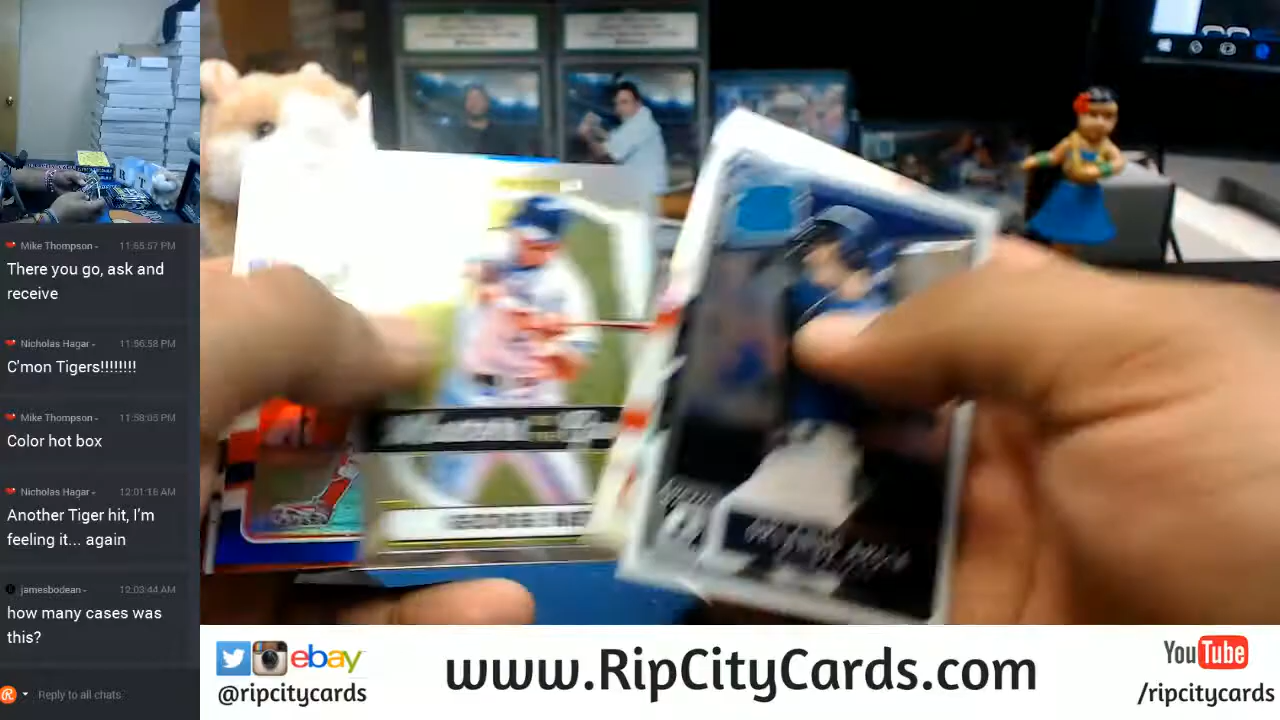 Mike Thompson - 11:55:57 PM
There you go, ask and
receive
Nicholas Hagar - 11:56:58 PM
C'mon Tigers!!!!!!!!
Mike Thompson - 11:58:05 PM
Color hot box
Nicholas Hagar - 12:01:16 AM
Another Tiger hit, I'm
feeling it... again
jamesbodean - 12:03:44 AM
how many cases was
this?
Reply to all chats
ebay
@ripcitycards
www.RipCityCards.com
YouTube
/ripcitycards